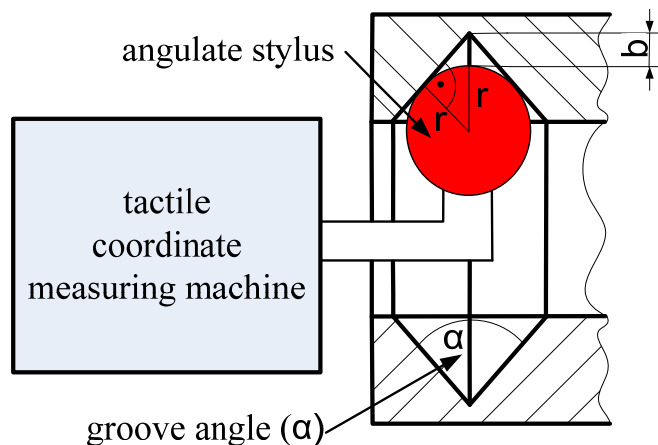 angulate stylus
b
r
r
tactile
coordinate
measuring machine
α
groove angle (α)